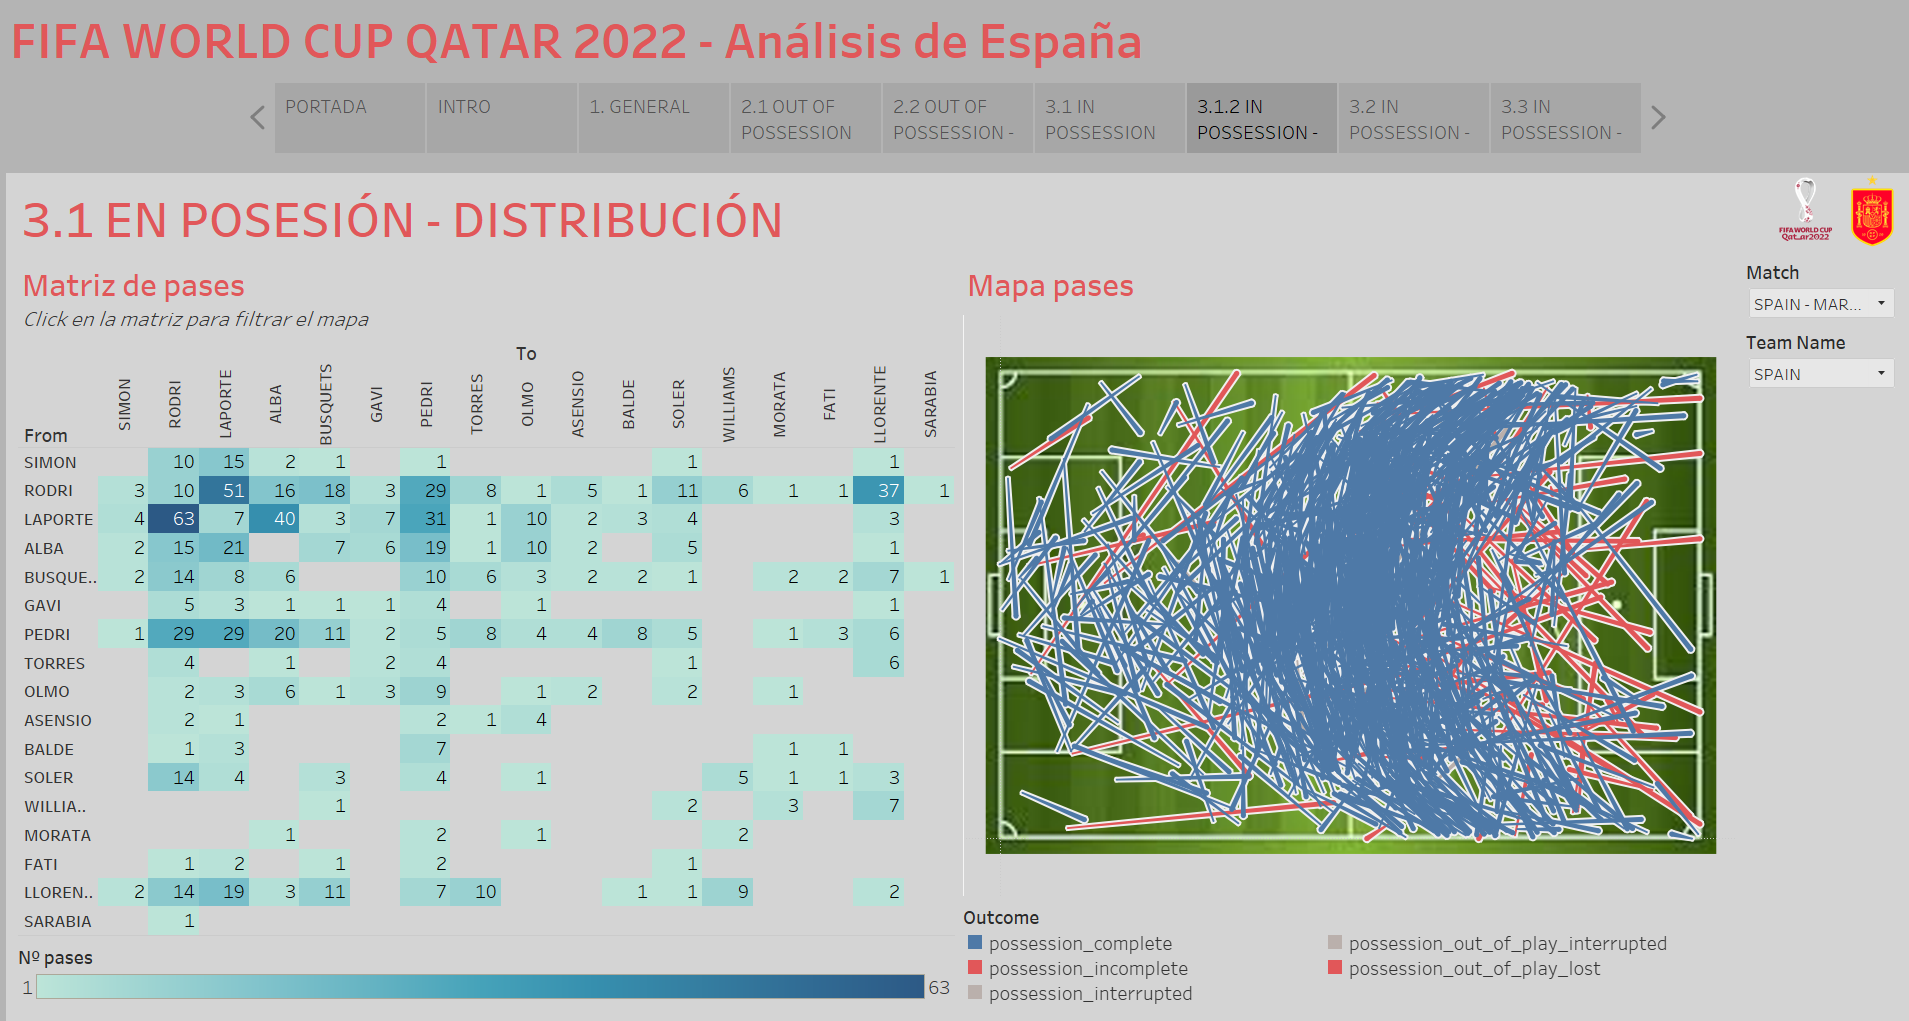 FIFA WORLD CUP QATAR 2022 - Análisis de España
PORTADA
INTRO
1. GENERAL
2.1 OUT OF
POSSESSION
2.2 OUT OF
POSSESSION -
3.1 IN
POSSESSION
3.1.2 IN
POSSESSION -
3.2 IN
POSSESSION -
3.3 IN
POSSESSION -
3.1 EN POSESIÓN - DISTRIBUCIÓN
FIFA WORLD CUP
Qatar2022
Matriz de pases
Click en la matriz para filtrar el mapa
To
From SIMON RODRI LAPORTE ALBA BUSQUETS GAVI PEDRI TORRES OLMO ASENSIO BALDE SOLER WILLIAMS MORATA FATI LLORENTE SARABIA
SIMON 10 15 2 1 1 1 1
RODRI 3 10 51 16 18 3 29 8 1 5 1 11 6 1 1 37 1
LAPORTE 4 63 7 40 3 7 31 1 10 2 3 4 3
ALBA 2 15 21 7 6 19 1 10 2 5 1
BUSQUE.. 2 14 8 6 10 6 3 2 2 1 2 2 7 1
GAVI 5 3 1 1 1 4 1 1
PEDRI 1 29 29 20 11 2 5 8 4 4 8 5 1 3 6
TORRES 4 1 2 4 1 6
OLMO 2 3 6 1 3 9 1 2 2 1
ASENSIO 2 1 2 1 4
BALDE 1 3 7 1 1
SOLER 14 4 3 4 1 5 1 1 3
WILLIA.. 1 2 3 7
MORATA 1 2 1 2
FATI 1 2 1 2 1
LLOREN.. 2 14 19 3 11 7 10 1 1 9 2
SARABIA 1
Nº pases
1 63
Mapa pases
Outcome
possession_complete
possession_incomplete
possession_interrupted
possession_out_of_play_interrupted
possession_out_of_play_lost
Match
SPAIN - MAR...
Team Name
SPAIN